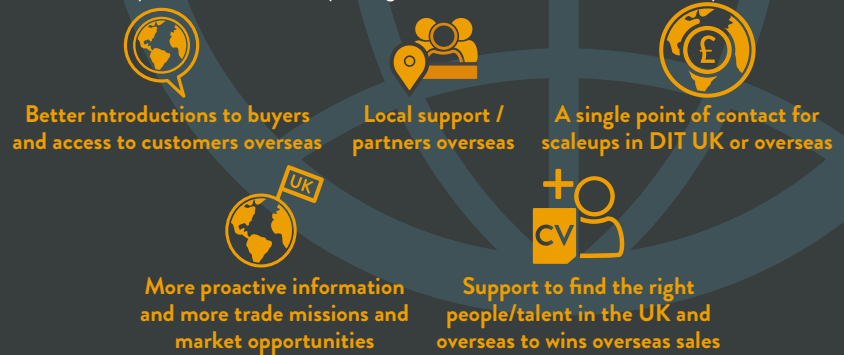 Better introductions to buyers
and access to customers overseas
Local support /
partners overseas
£
A single point of contact for
scaleups in DIT UK or overseas
UK
More proactive information
and more trade missions and
market opportunities
CV
Support to find the right
people/talent in the UK and
overseas to wins overseas sales